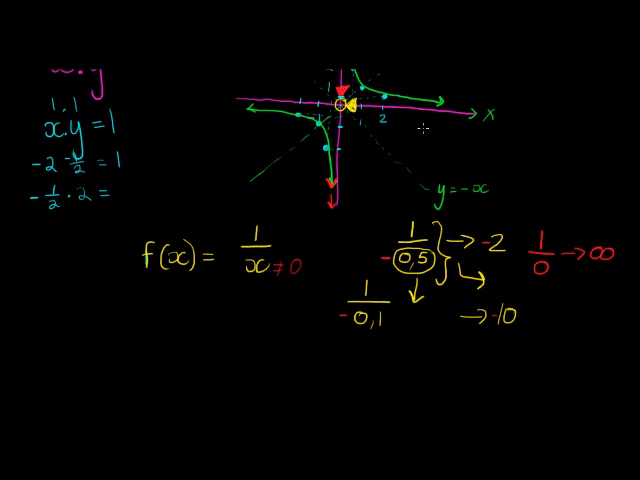 x.y
1 . 1
x.y = 1
-2 · -1/2 = 1
-1/2 · 2 =
x
2
y = -x
f(x) = 1/x ≠ 0
1/-0,5 → -2
1/0 → ∞
1/-0,1 → -10